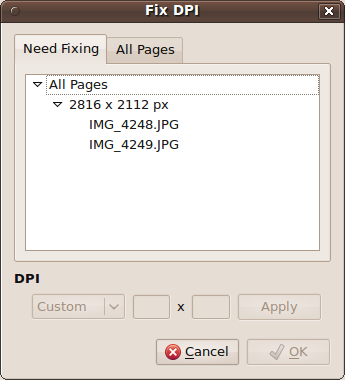 Fix DPI
Need Fixing
All Pages
All Pages
2816 x 2112 px
IMG_4248.JPG
IMG_4249.JPG
DPI
Custom
x
Apply
Cancel
OK